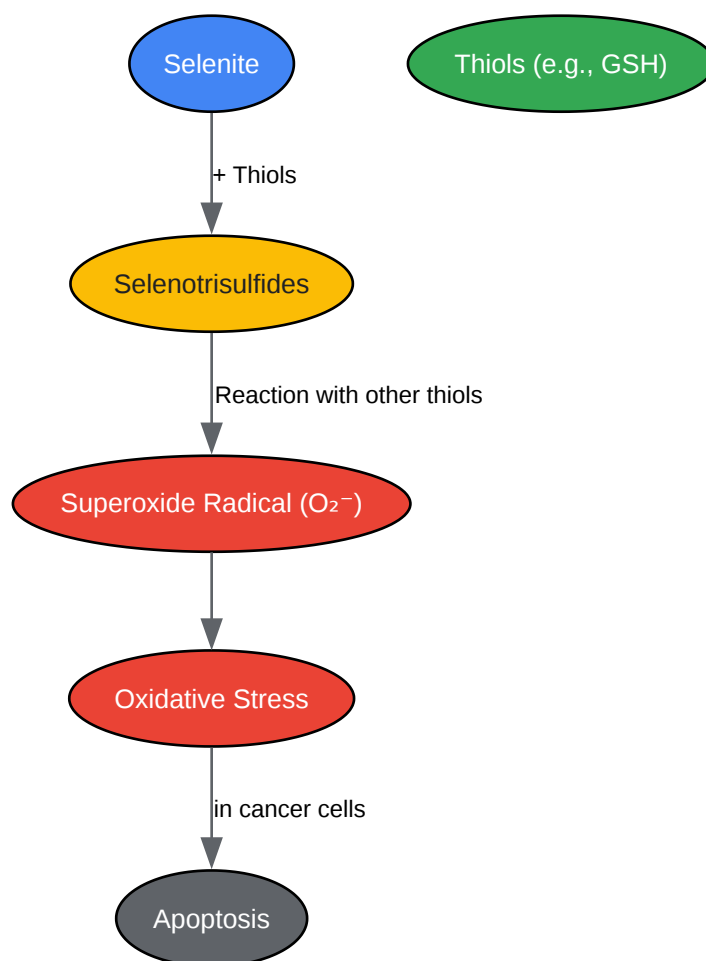 Selenite
Thiols (e.g., GSH)
+ Thiols
Selenotrisulfides
Reaction with other thiols
Superoxide Radical (O₂⁻)
Oxidative Stress
in cancer cells
Apoptosis